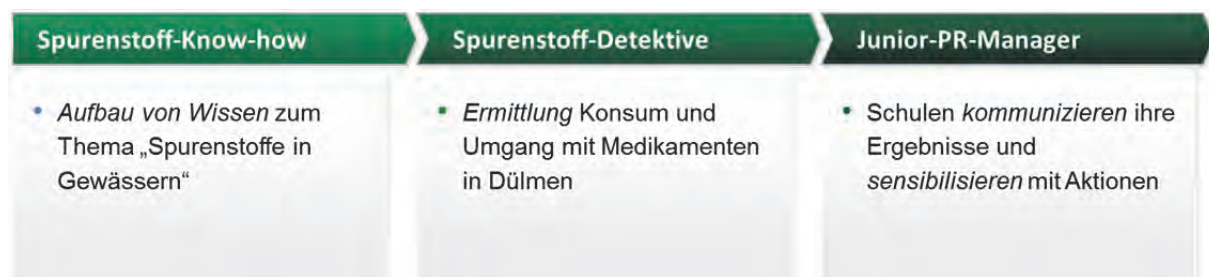 Spurenstoff-Know-how
• Aufbau von Wissen zum
Thema „Spurenstoffe in
Gewässern“
Spurenstoff-Detektive
• Ermittlung Konsum und
Umgang mit Medikamenten
in Dülmen
Junior-PR-Manager
• Schulen kommunizieren ihre
Ergebnisse und
sensibilisieren mit Aktionen